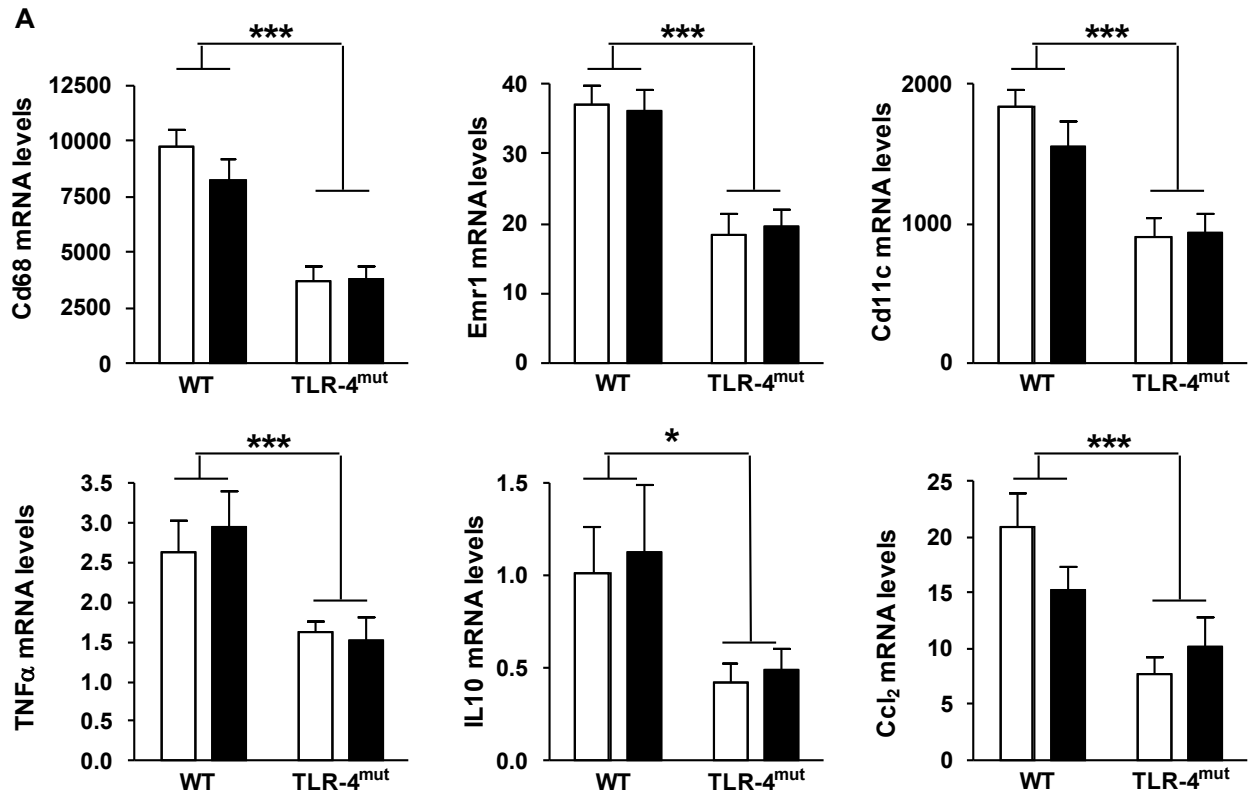 A
***
Cd68 mRNA levels
12500
10000
7500
5000
2500
0
WT
TLR-4mut
***
Emr1 mRNA levels
40
30
20
10
0
WT
TLR-4mut
***
Cd11c mRNA levels
2000
1000
0
WT
TLR-4mut
***
TNFα mRNA levels
3.5
3.0
2.5
2.0
1.5
1.0
0.5
0.0
WT
TLR-4mut
*
IL10 mRNA levels
1.5
1.0
0.5
0.0
WT
TLR-4mut
***
Ccl2 mRNA levels
25
20
15
10
5
0
WT
TLR-4mut